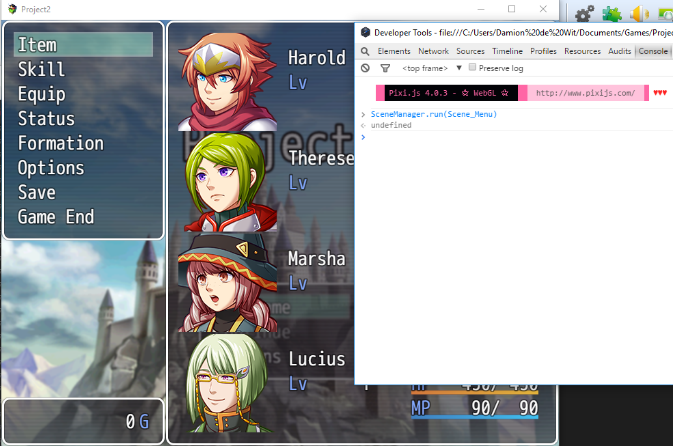 Project2
Item
Skill
Equip
Status
Formation
Options
Save
Game End
0 G
Harold
Lv
Therese
Lv
Marsha
Lv
Lucius
Lv
MP 90/ 90
Developer Tools - file:///C:/Users/Damion%20de%20Wit/Documents/Games/Projec
Elements Network Sources Timeline Profiles Resources Audits Console
<top frame> ▼ Preserve log
Pixi.js 4.0.3 - ☆ WebGL ☆ http://www.pixijs.com/ ♥♥♥
> SceneManager.run(Scene_Menu)
< undefined
>